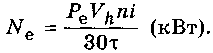 Nₑ = PₑVₕni / 30τ (кВт).